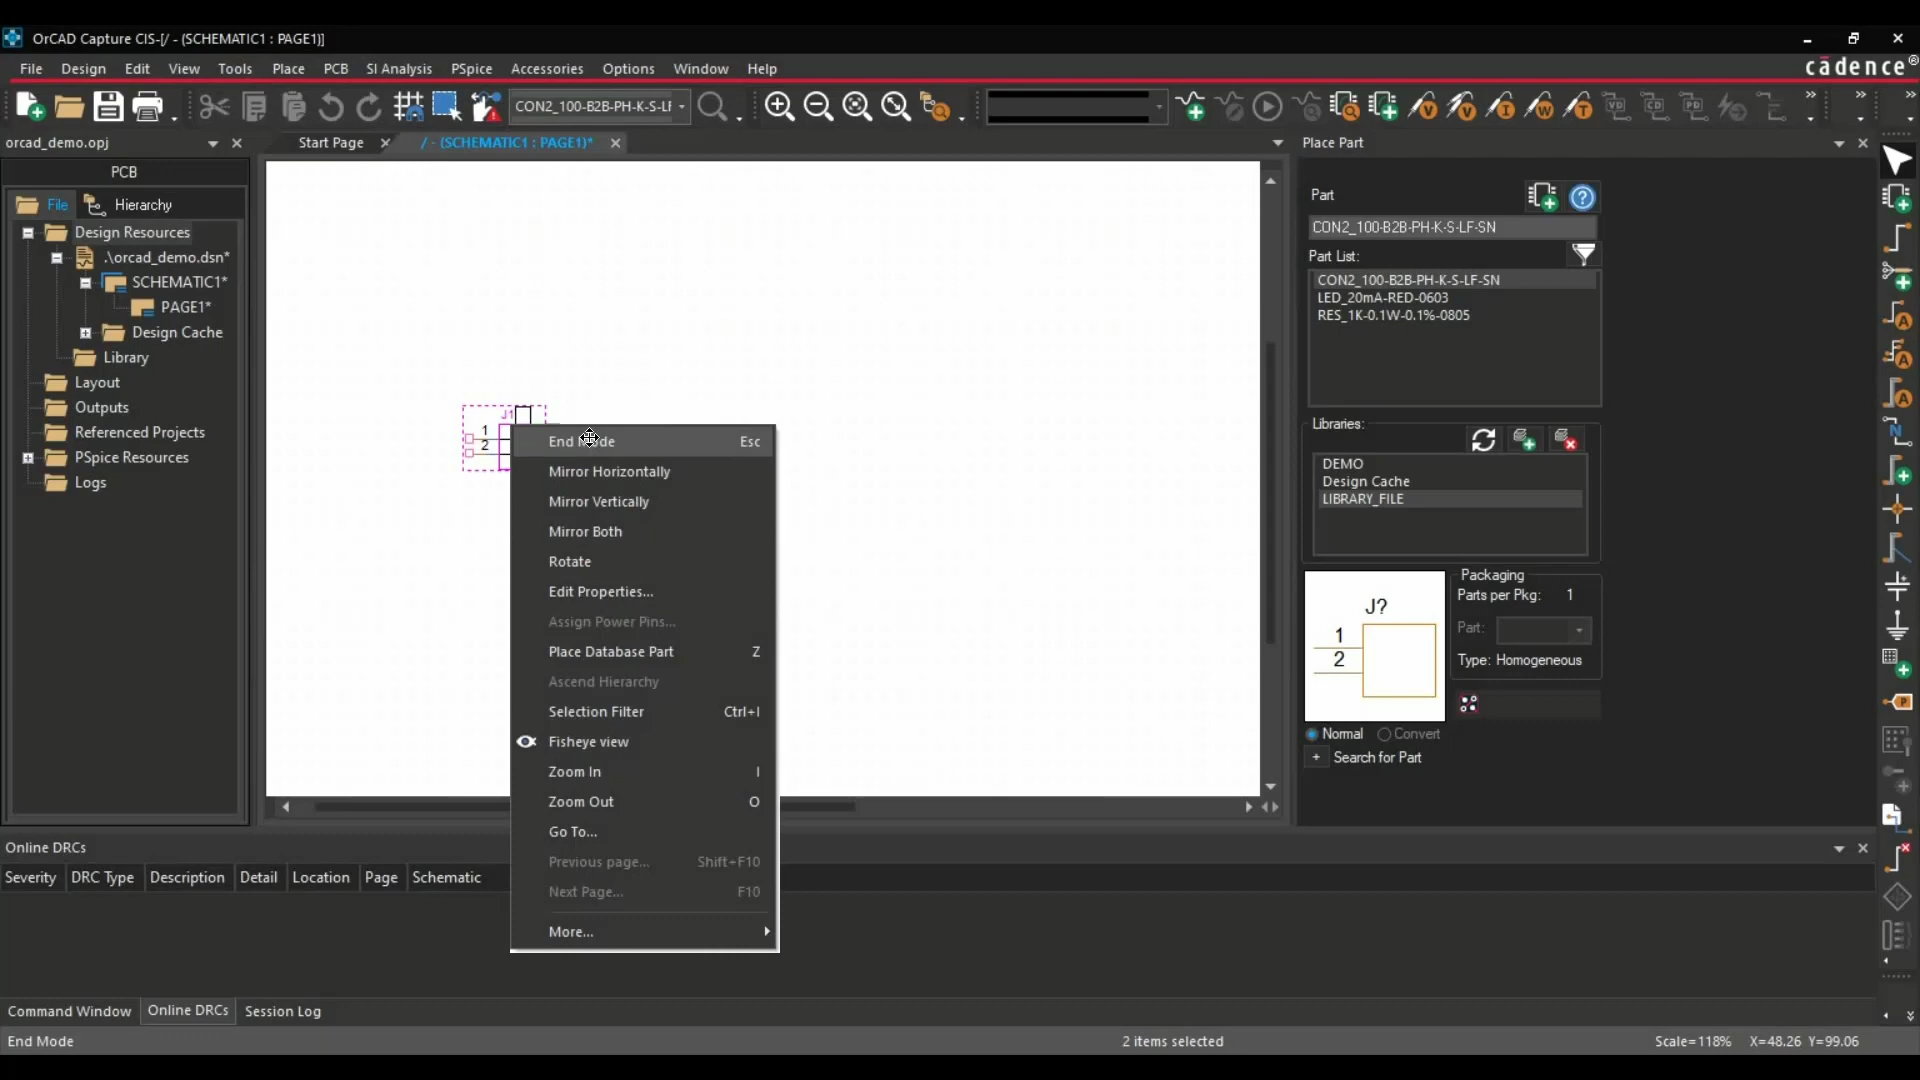 OrCAD Capture CIS-[/ - (SCHEMATIC1 : PAGE1)]
File Design Edit View Tools Place PCB SI Analysis PSpice Accessories Options Window Help
cādence®
CON2_100-B2B-PH-K-S-LF
orcad_demo.opj
Start Page
/ - (SCHEMATIC1 : PAGE1)*
Place Part
PCB
File
Hierarchy
Design Resources
.\orcad_demo.dsn*
SCHEMATIC1*
PAGE1*
Design Cache
Library
Layout
Outputs
Referenced Projects
PSpice Resources
Logs
J1
1
2
End Mode Esc
Mirror Horizontally
Mirror Vertically
Mirror Both
Rotate
Edit Properties...
Assign Power Pins...
Place Database Part Z
Ascend Hierarchy
Selection Filter Ctrl+I
Fisheye view
Zoom In I
Zoom Out O
Go To...
Previous page... Shift+F10
Next Page... F10
More...
Part
CON2_100-B2B-PH-K-S-LF-SN
Part List:
CON2_100-B2B-PH-K-S-LF-SN
LED_20mA-RED-0603
RES_1K-0.1W-0.1%-0805
Libraries:
DEMO
Design Cache
LIBRARY_FILE
J?
1
2
Packaging
Parts per Pkg: 1
Part:
Type: Homogeneous
Normal Convert
+ Search for Part
Online DRCs
Severity DRC Type Description Detail Location Page Schematic
Command Window Online DRCs Session Log
End Mode
2 items selected
Scale=118% X=48.26 Y=99.06